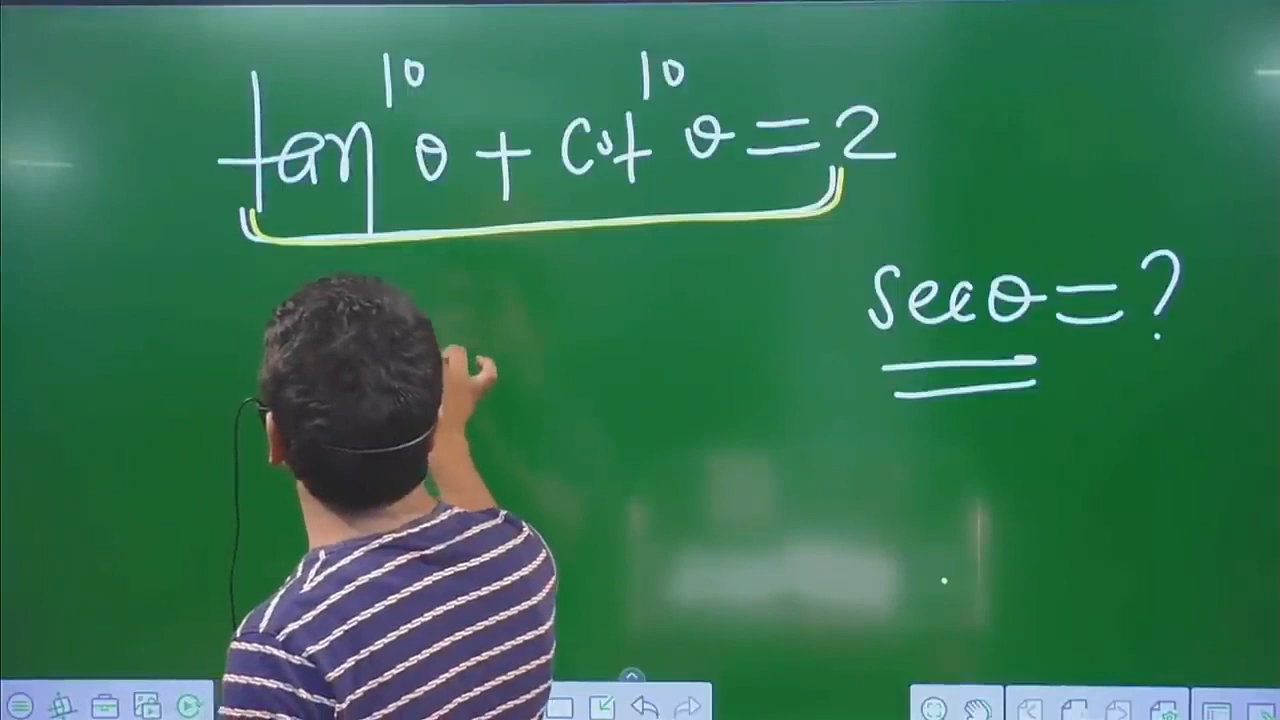 tan¹⁰θ + cot¹⁰θ = 2
secθ = ?